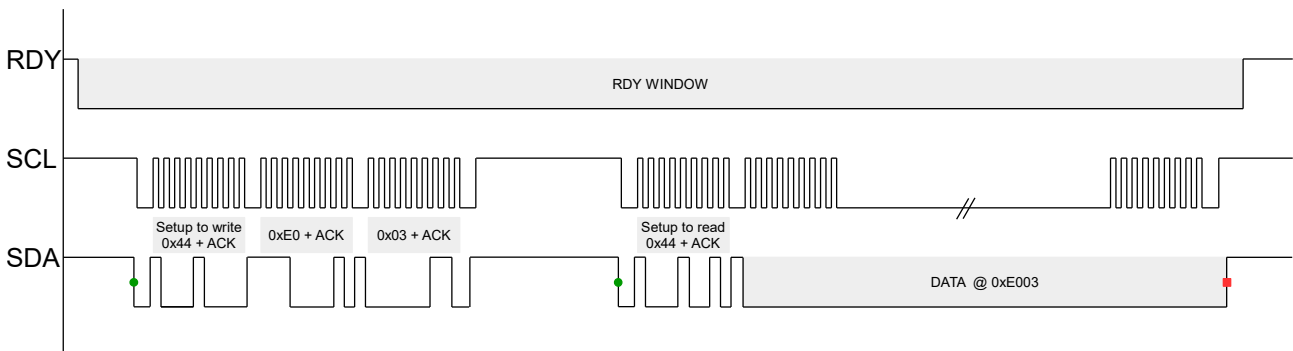 RDY
RDY WINDOW
SCL
Setup to write
0x44 + ACK
0xE0 + ACK
0x03 + ACK
Setup to read
0x44 + ACK
SDA
DATA @ 0xE003